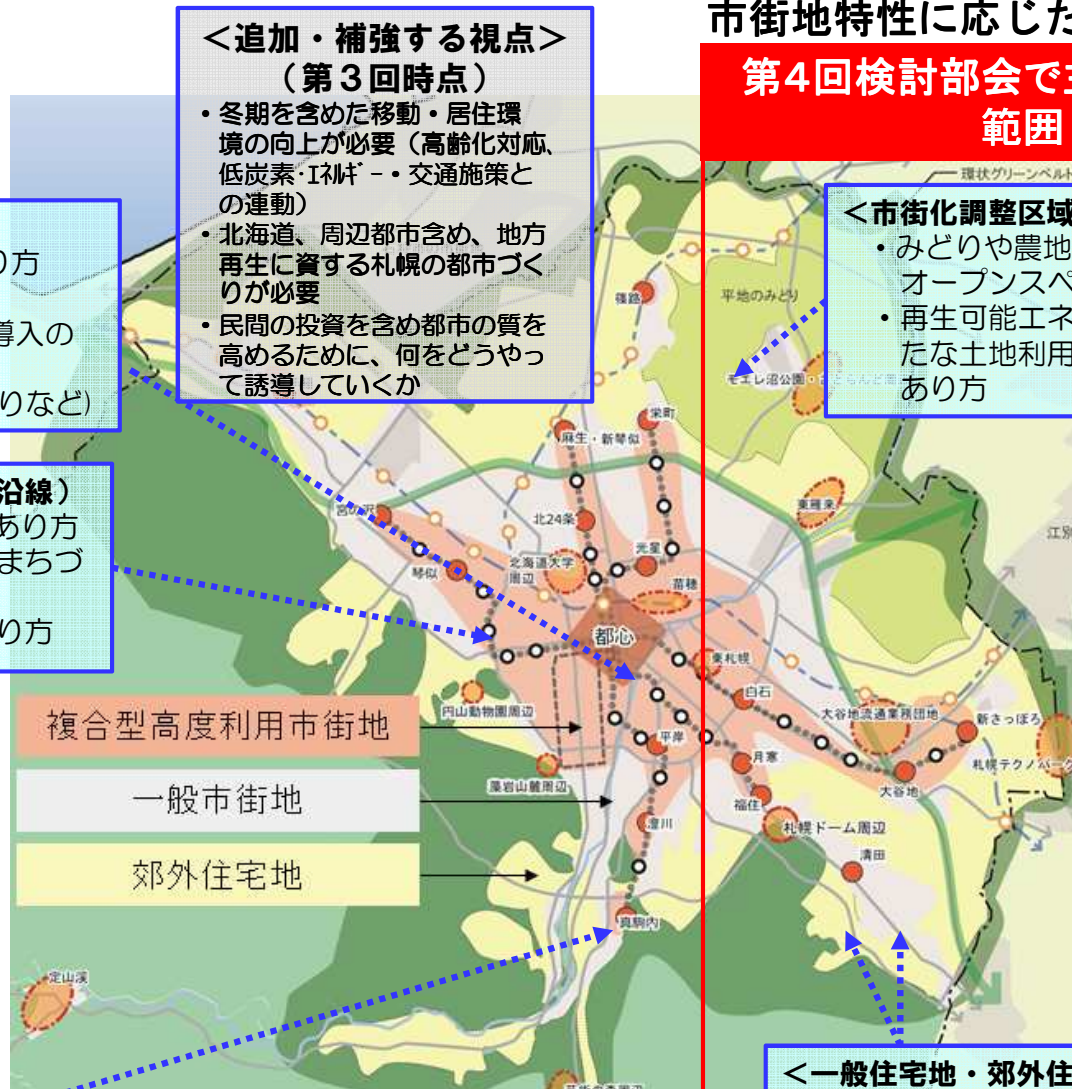 市街地特性に応じた
第4回検討部会で
範囲
＜追加・補強する視点＞
（第３回時点）
・冬期を含めた移動・居住環
境の向上が必要（高齢化対応、
低炭素・ｴﾈﾙｷﾞｰ・交通施策と
の連動）
・北海道、周辺都市含め、地方
再生に資する札幌の都市づく
りが必要
・民間の投資を含め都市の質を
高めるために、何をどうやっ
て誘導していくか
り方
導入の
りなど）
沿線）
あり方
まちづ
り方
環状グリーンベルト
＜市街化調整区域
・みどりや農地
オープンスペ
・再生可能エネ
たな土地利用
あり方
平地のみどり
モエレ沼公園・
篠路
栄町
麻生・新琴似
宮の沢
北24条
東雁来
江別
琴似
北海道大学
周辺
光星
苗穂
都心
東札幌
白石
円山動物園周辺
大谷地流通業務団地
新さっぽろ
平岸
月寒
札幌テクノパーク
藻岩山麓周辺
大谷地
福住
澄川
札幌ドーム周辺
清田
真駒内
定山渓
複合型高度利用市街地
一般市街地
郊外住宅地
＜一般住宅地・郊外住